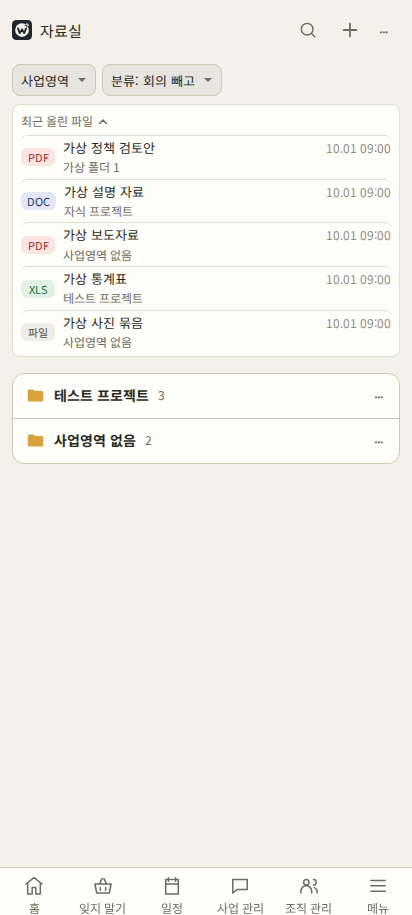 자료실
...
사업영역
분류: 회의 빼고
최근 올린 파일
PDF 가상 정책 검토안 10.01 09:00
가상 폴더 1
DOC 가상 설명 자료 10.01 09:00
자식 프로젝트
PDF 가상 보도자료 10.01 09:00
사업영역 없음
XLS 가상 통계표 10.01 09:00
테스트 프로젝트
파일 가상 사진 묶음 10.01 09:00
사업영역 없음
테스트 프로젝트 3 ...
사업영역 없음 2 ...
홈 잊지 말기 일정 사업 관리 조직 관리 메뉴